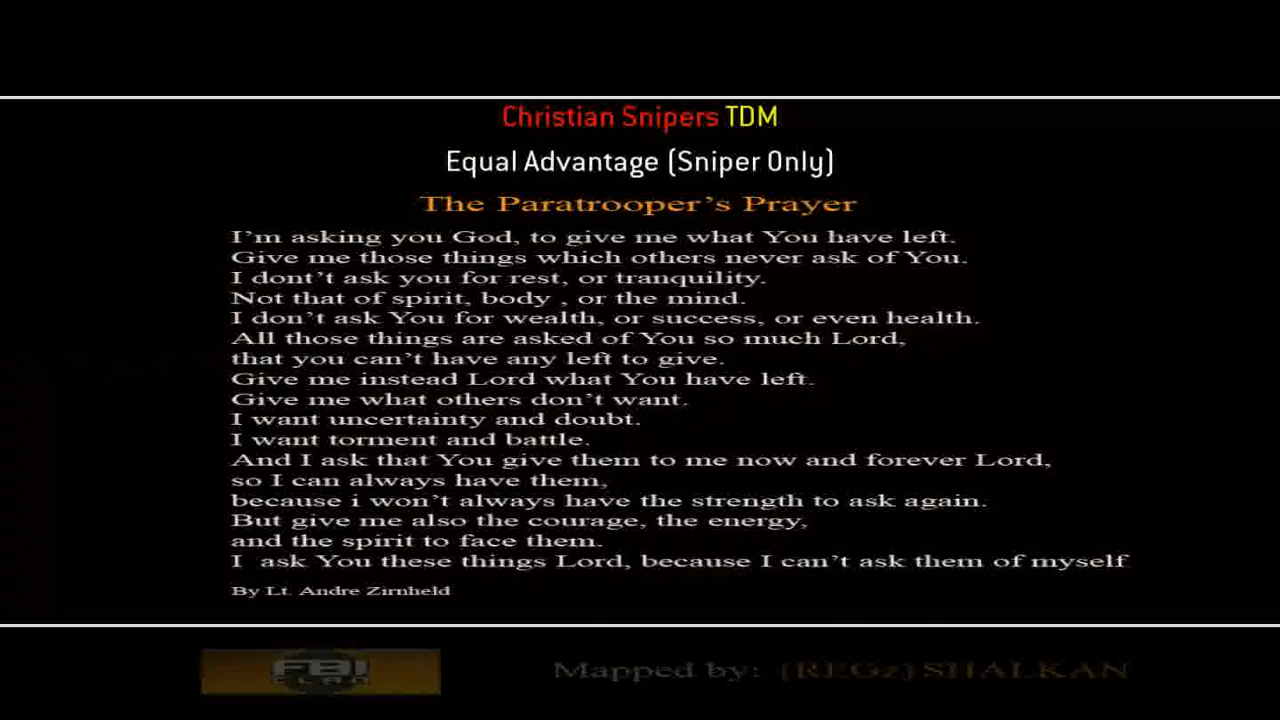 Christian Snipers TDM
Equal Advantage (Sniper Only)
The Paratrooper's Prayer
I'm asking you God, to give me what You have left.
Give me those things which others never ask of You.
I dont't ask you for rest, or tranquility.
Not that of spirit, body , or the mind.
I don't ask You for wealth, or success, or even health.
All those things are asked of You so much Lord,
that you can't have any left to give.
Give me instead Lord what You have left.
Give me what others don't want.
I want uncertainty and doubt.
I want torment and battle.
And I ask that You give them to me now and forever Lord,
so I can always have them,
because i won't always have the strength to ask again.
But give me also the courage, the energy,
and the spirit to face them.
I  ask You these things Lord, because I can't ask them of myself
By Lt. Andre Zirnheld
FBI CLAN
Mapped by: {REGz}SHALKAN